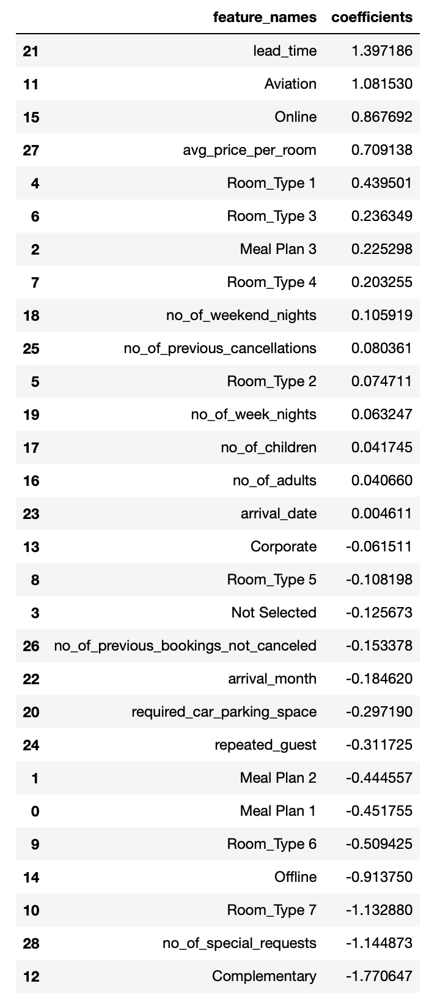 feature_names coefficients
21 lead_time 1.397186
11 Aviation 1.081530
15 Online 0.867692
27 avg_price_per_room 0.709138
4 Room_Type 1 0.439501
6 Room_Type 3 0.236349
2 Meal Plan 3 0.225298
7 Room_Type 4 0.203255
18 no_of_weekend_nights 0.105919
25 no_of_previous_cancellations 0.080361
5 Room_Type 2 0.074711
19 no_of_week_nights 0.063247
17 no_of_children 0.041745
16 no_of_adults 0.040660
23 arrival_date 0.004611
13 Corporate -0.061511
8 Room_Type 5 -0.108198
3 Not Selected -0.125673
26 no_of_previous_bookings_not_canceled -0.153378
22 arrival_month -0.184620
20 required_car_parking_space -0.297190
24 repeated_guest -0.311725
1 Meal Plan 2 -0.444557
0 Meal Plan 1 -0.451755
9 Room_Type 6 -0.509425
14 Offline -0.913750
10 Room_Type 7 -1.132880
28 no_of_special_requests -1.144873
12 Complementary -1.770647